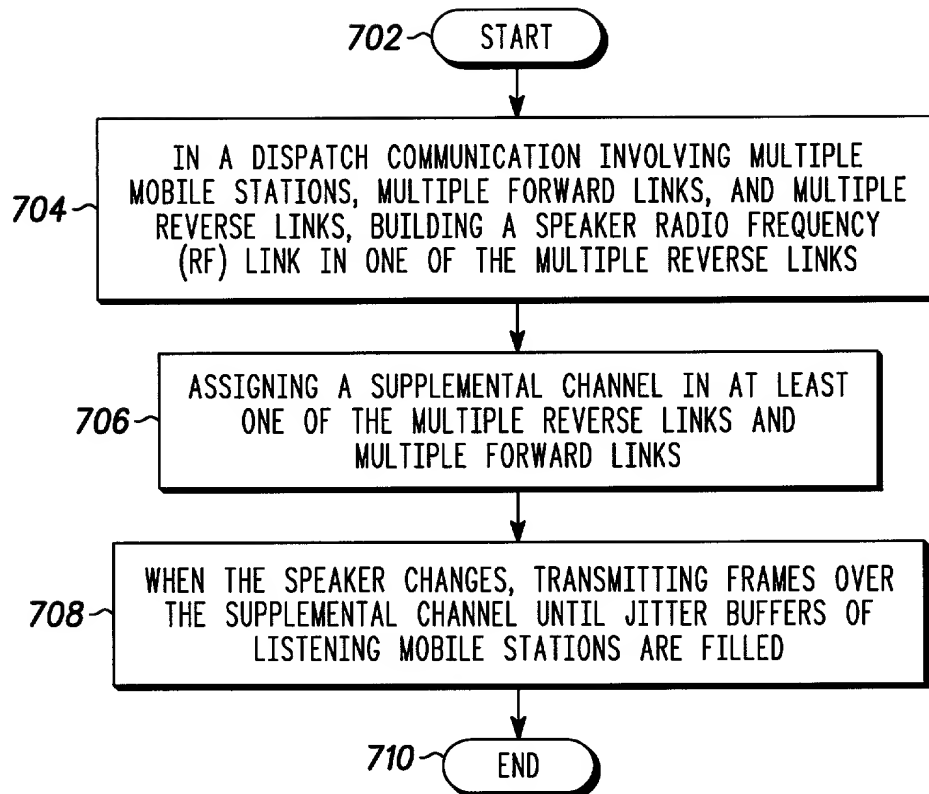 702
START
704
IN A DISPATCH COMMUNICATION INVOLVING MULTIPLE
MOBILE STATIONS, MULTIPLE FORWARD LINKS, AND MULTIPLE
REVERSE LINKS, BUILDING A SPEAKER RADIO FREQUENCY
(RF) LINK IN ONE OF THE MULTIPLE REVERSE LINKS
706
ASSIGNING A SUPPLEMENTAL CHANNEL IN AT LEAST
ONE OF THE MULTIPLE REVERSE LINKS AND
MULTIPLE FORWARD LINKS
708
WHEN THE SPEAKER CHANGES, TRANSMITTING FRAMES OVER
THE SUPPLEMENTAL CHANNEL UNTIL JITTER BUFFERS OF
LISTENING MOBILE STATIONS ARE FILLED
710
END